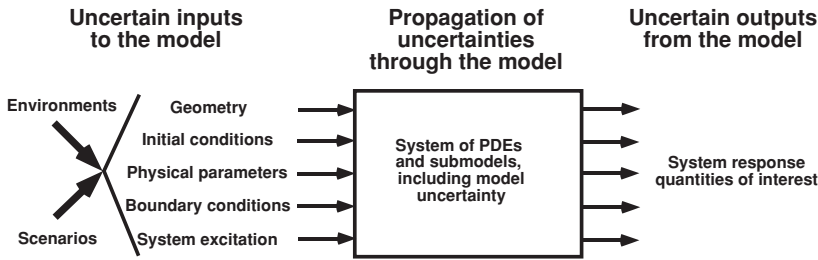 Uncertain inputs
to the model
Propagation of
uncertainties
through the model
Uncertain outputs
from the model
Environments
Scenarios
Geometry
Initial conditions
Physical parameters
Boundary conditions
System excitation
System of PDEs
and submodels,
including model
uncertainty
System response
quantities of interest